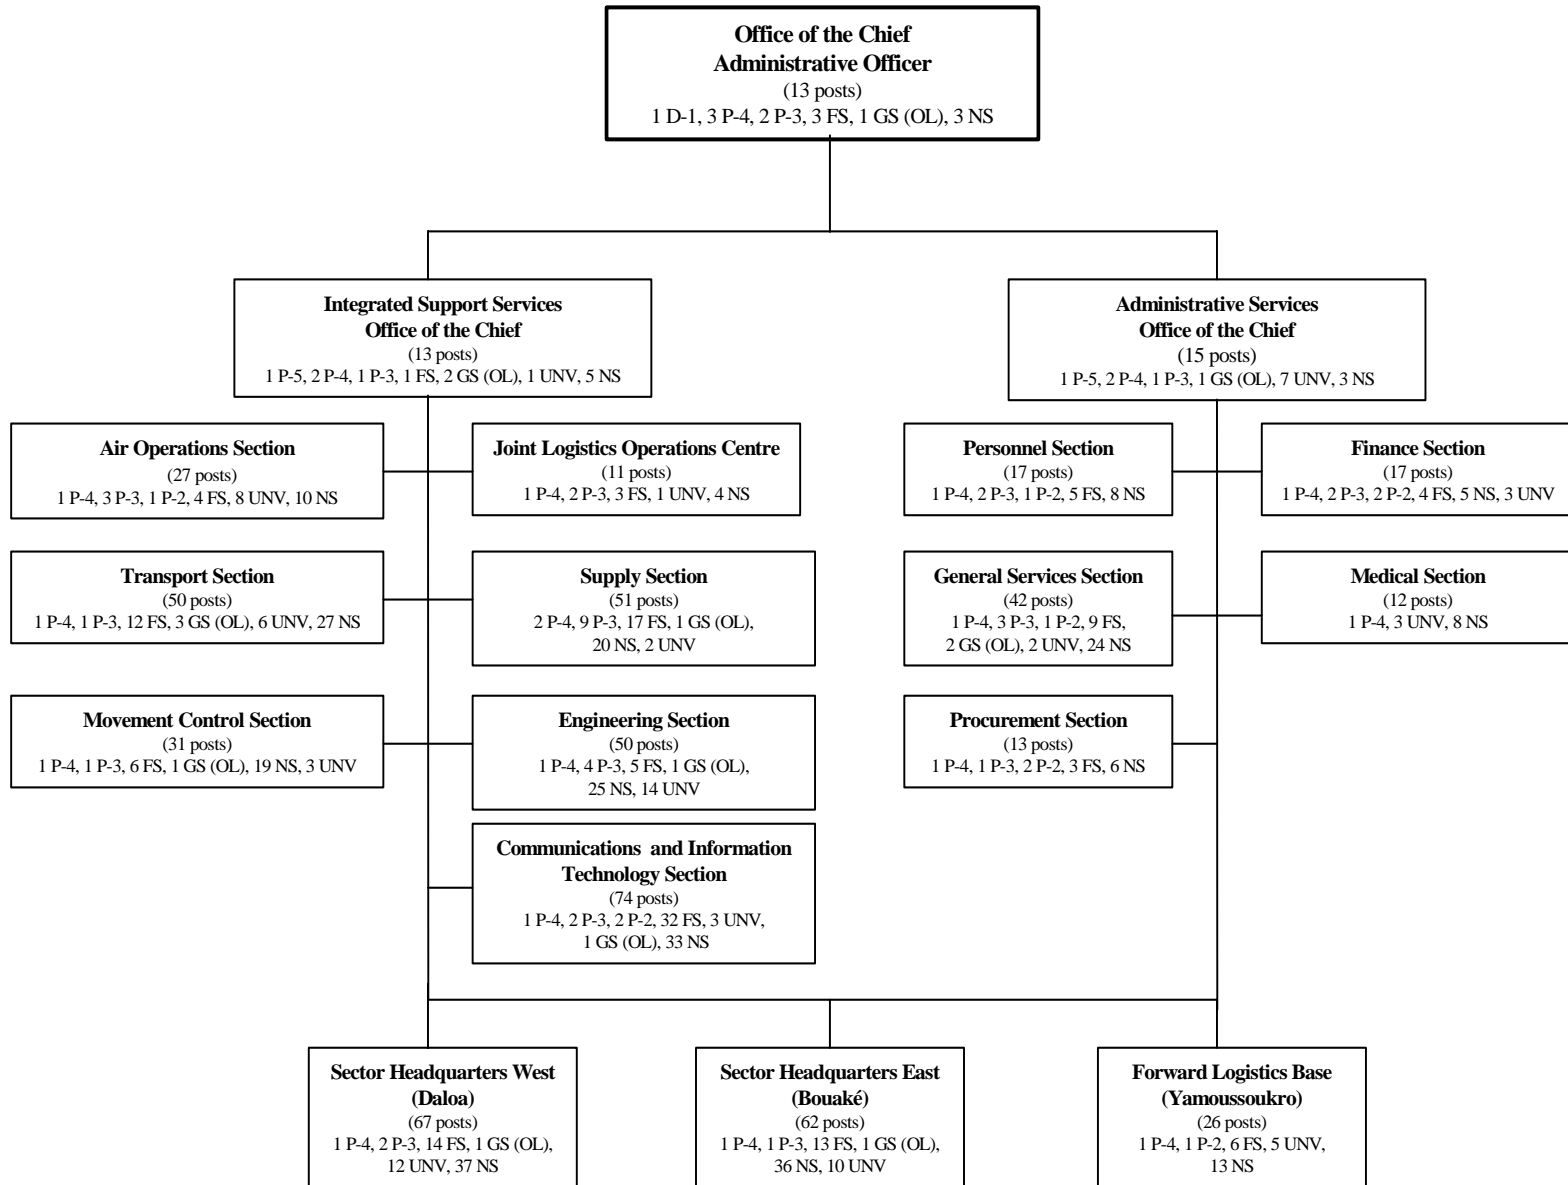 Office of the Chief
Administrative Officer
(13 posts)
1 D-1, 3 P-4, 2 P-3, 3 FS, 1 GS (OL), 3 NS
Integrated Support Services
Office of the Chief
(13 posts)
1 P-5, 2 P-4, 1 P-3, 1 FS, 2 GS (OL), 1 UNV, 5 NS
Administrative Services
Office of the Chief
(15 posts)
1 P-5, 2 P-4, 1 P-3, 1 GS (OL), 7 UNV, 3 NS
Air Operations Section
(27 posts)
1 P-4, 3 P-3, 1 P-2, 4 FS, 8 UNV, 10 NS
Joint Logistics Operations Centre
(11 posts)
1 P-4, 2 P-3, 3 FS, 1 UNV, 4 NS
Personnel Section
(17 posts)
1 P-4, 2 P-3, 1 P-2, 5 FS, 8 NS
Finance Section
(17 posts)
1 P-4, 2 P-3, 2 P-2, 4 FS, 5 NS, 3 UNV
Transport Section
(50 posts)
1 P-4, 1 P-3, 12 FS, 3 GS (OL), 6 UNV, 27 NS
Supply Section
(51 posts)
2 P-4, 9 P-3, 17 FS, 1 GS (OL),
20 NS, 2 UNV
General Services Section
(42 posts)
1 P-4, 3 P-3, 1 P-2, 9 FS,
2 GS (OL), 2 UNV, 24 NS
Medical Section
(12 posts)
1 P-4, 3 UNV, 8 NS
Movement Control Section
(31 posts)
1 P-4, 1 P-3, 6 FS, 1 GS (OL), 19 NS, 3 UNV
Engineering Section
(50 posts)
1 P-4, 4 P-3, 5 FS, 1 GS (OL),
25 NS, 14 UNV
Procurement Section
(13 posts)
1 P-4, 1 P-3, 2 P-2, 3 FS, 6 NS
Communications and Information
Technology Section
(74 posts)
1 P-4, 2 P-3, 2 P-2, 32 FS, 3 UNV,
1 GS (OL), 33 NS
Sector Headquarters West
(Daloa)
(67 posts)
1 P-4, 2 P-3, 14 FS, 1 GS (OL),
12 UNV, 37 NS
Sector Headquarters East
(Bouaké)
(62 posts)
1 P-4, 1 P-3, 13 FS, 1 GS (OL),
36 NS, 10 UNV
Forward Logistics Base
(Yamoussoukro)
(26 posts)
1 P-4, 1 P-2, 6 FS, 5 UNV,
13 NS